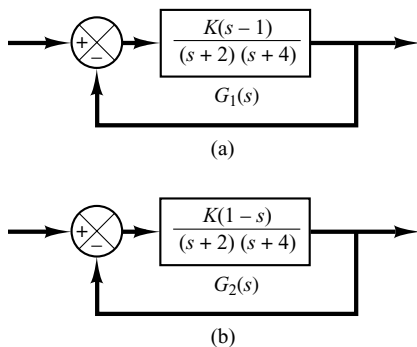 +
−
K(s − 1)
(s + 2) (s + 4)
G₁(s)
(a)
+
−
K(1 − s)
(s + 2) (s + 4)
G₂(s)
(b)